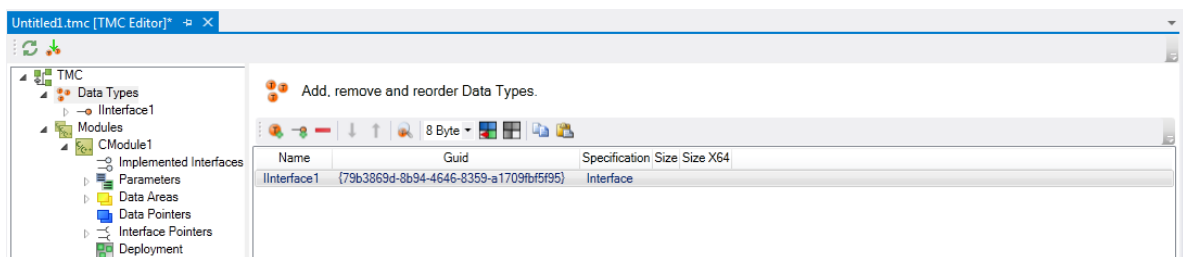 Untitled1.tmc [TMC Editor]*
TMC
Data Types
IInterface1
Modules
CModule1
Implemented Interfaces
Parameters
Data Areas
Data Pointers
Interface Pointers
Deployment
Add, remove and reorder Data Types.
8 Byte
Name Guid Specification Size Size X64
IInterface1 {79b3869d-8b94-4646-8359-a1709fbf5f95} Interface